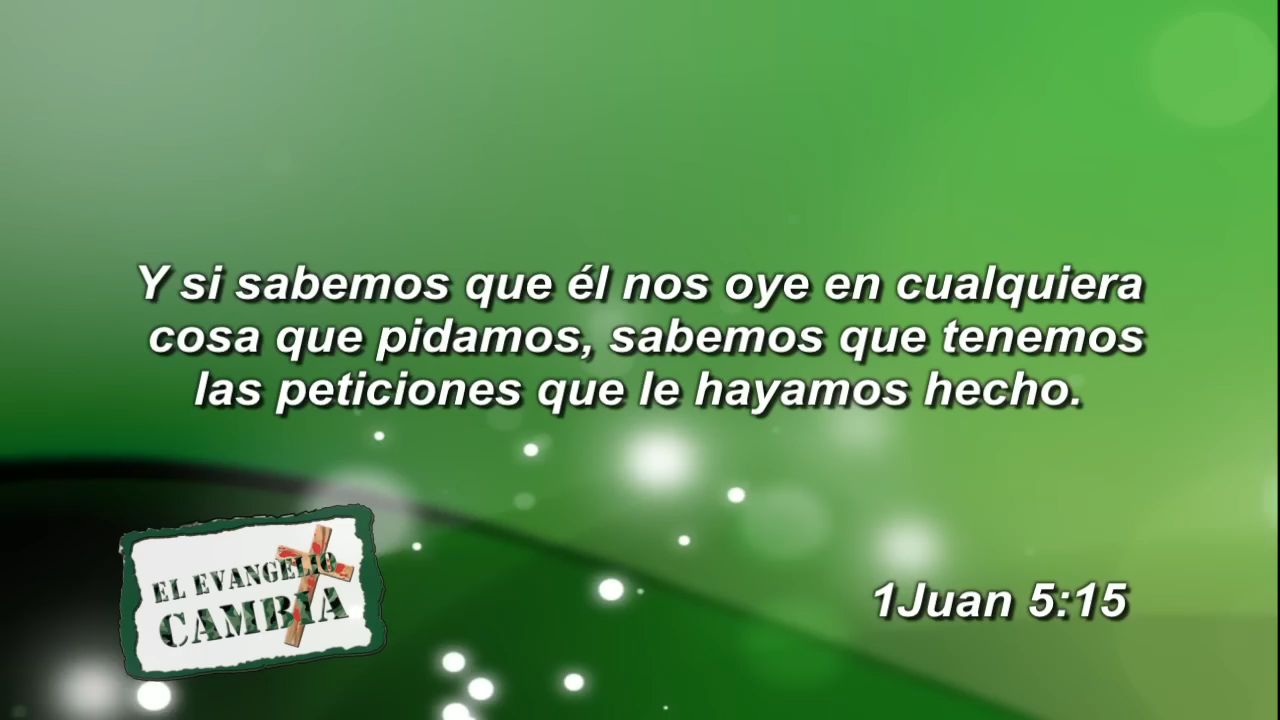 Y si sabemos que él nos oye en cualquiera
cosa que pidamos, sabemos que tenemos
las peticiones que le hayamos hecho.
1Juan 5:15
EL EVANGELIO
CAMBIA